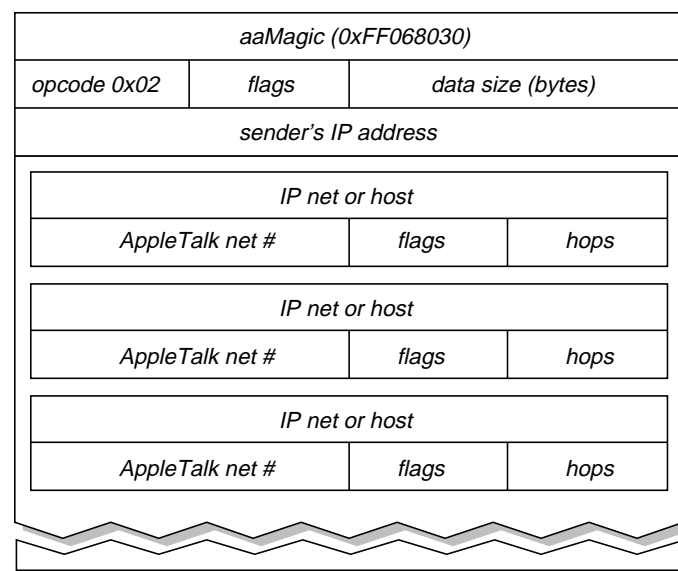 aaMagic (0xFF068030)
opcode 0x02 flags data size (bytes)
sender's IP address
IP net or host
AppleTalk net # flags hops
IP net or host
AppleTalk net # flags hops
IP net or host
AppleTalk net # flags hops